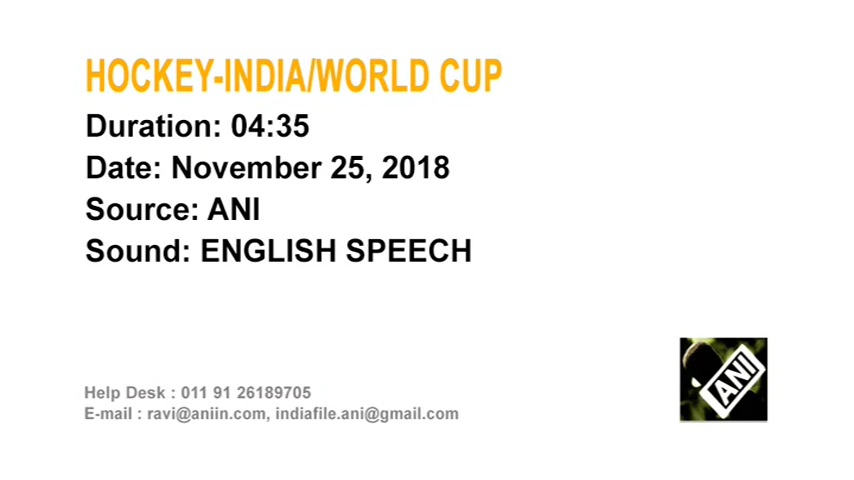 HOCKEY-INDIA/WORLD CUP
Duration: 04:35
Date: November 25, 2018
Source: ANI
Sound: ENGLISH SPEECH
Help Desk : 011 91 26189705
E-mail : ravi@aniin.com, indiafile.ani@gmail.com
ANI